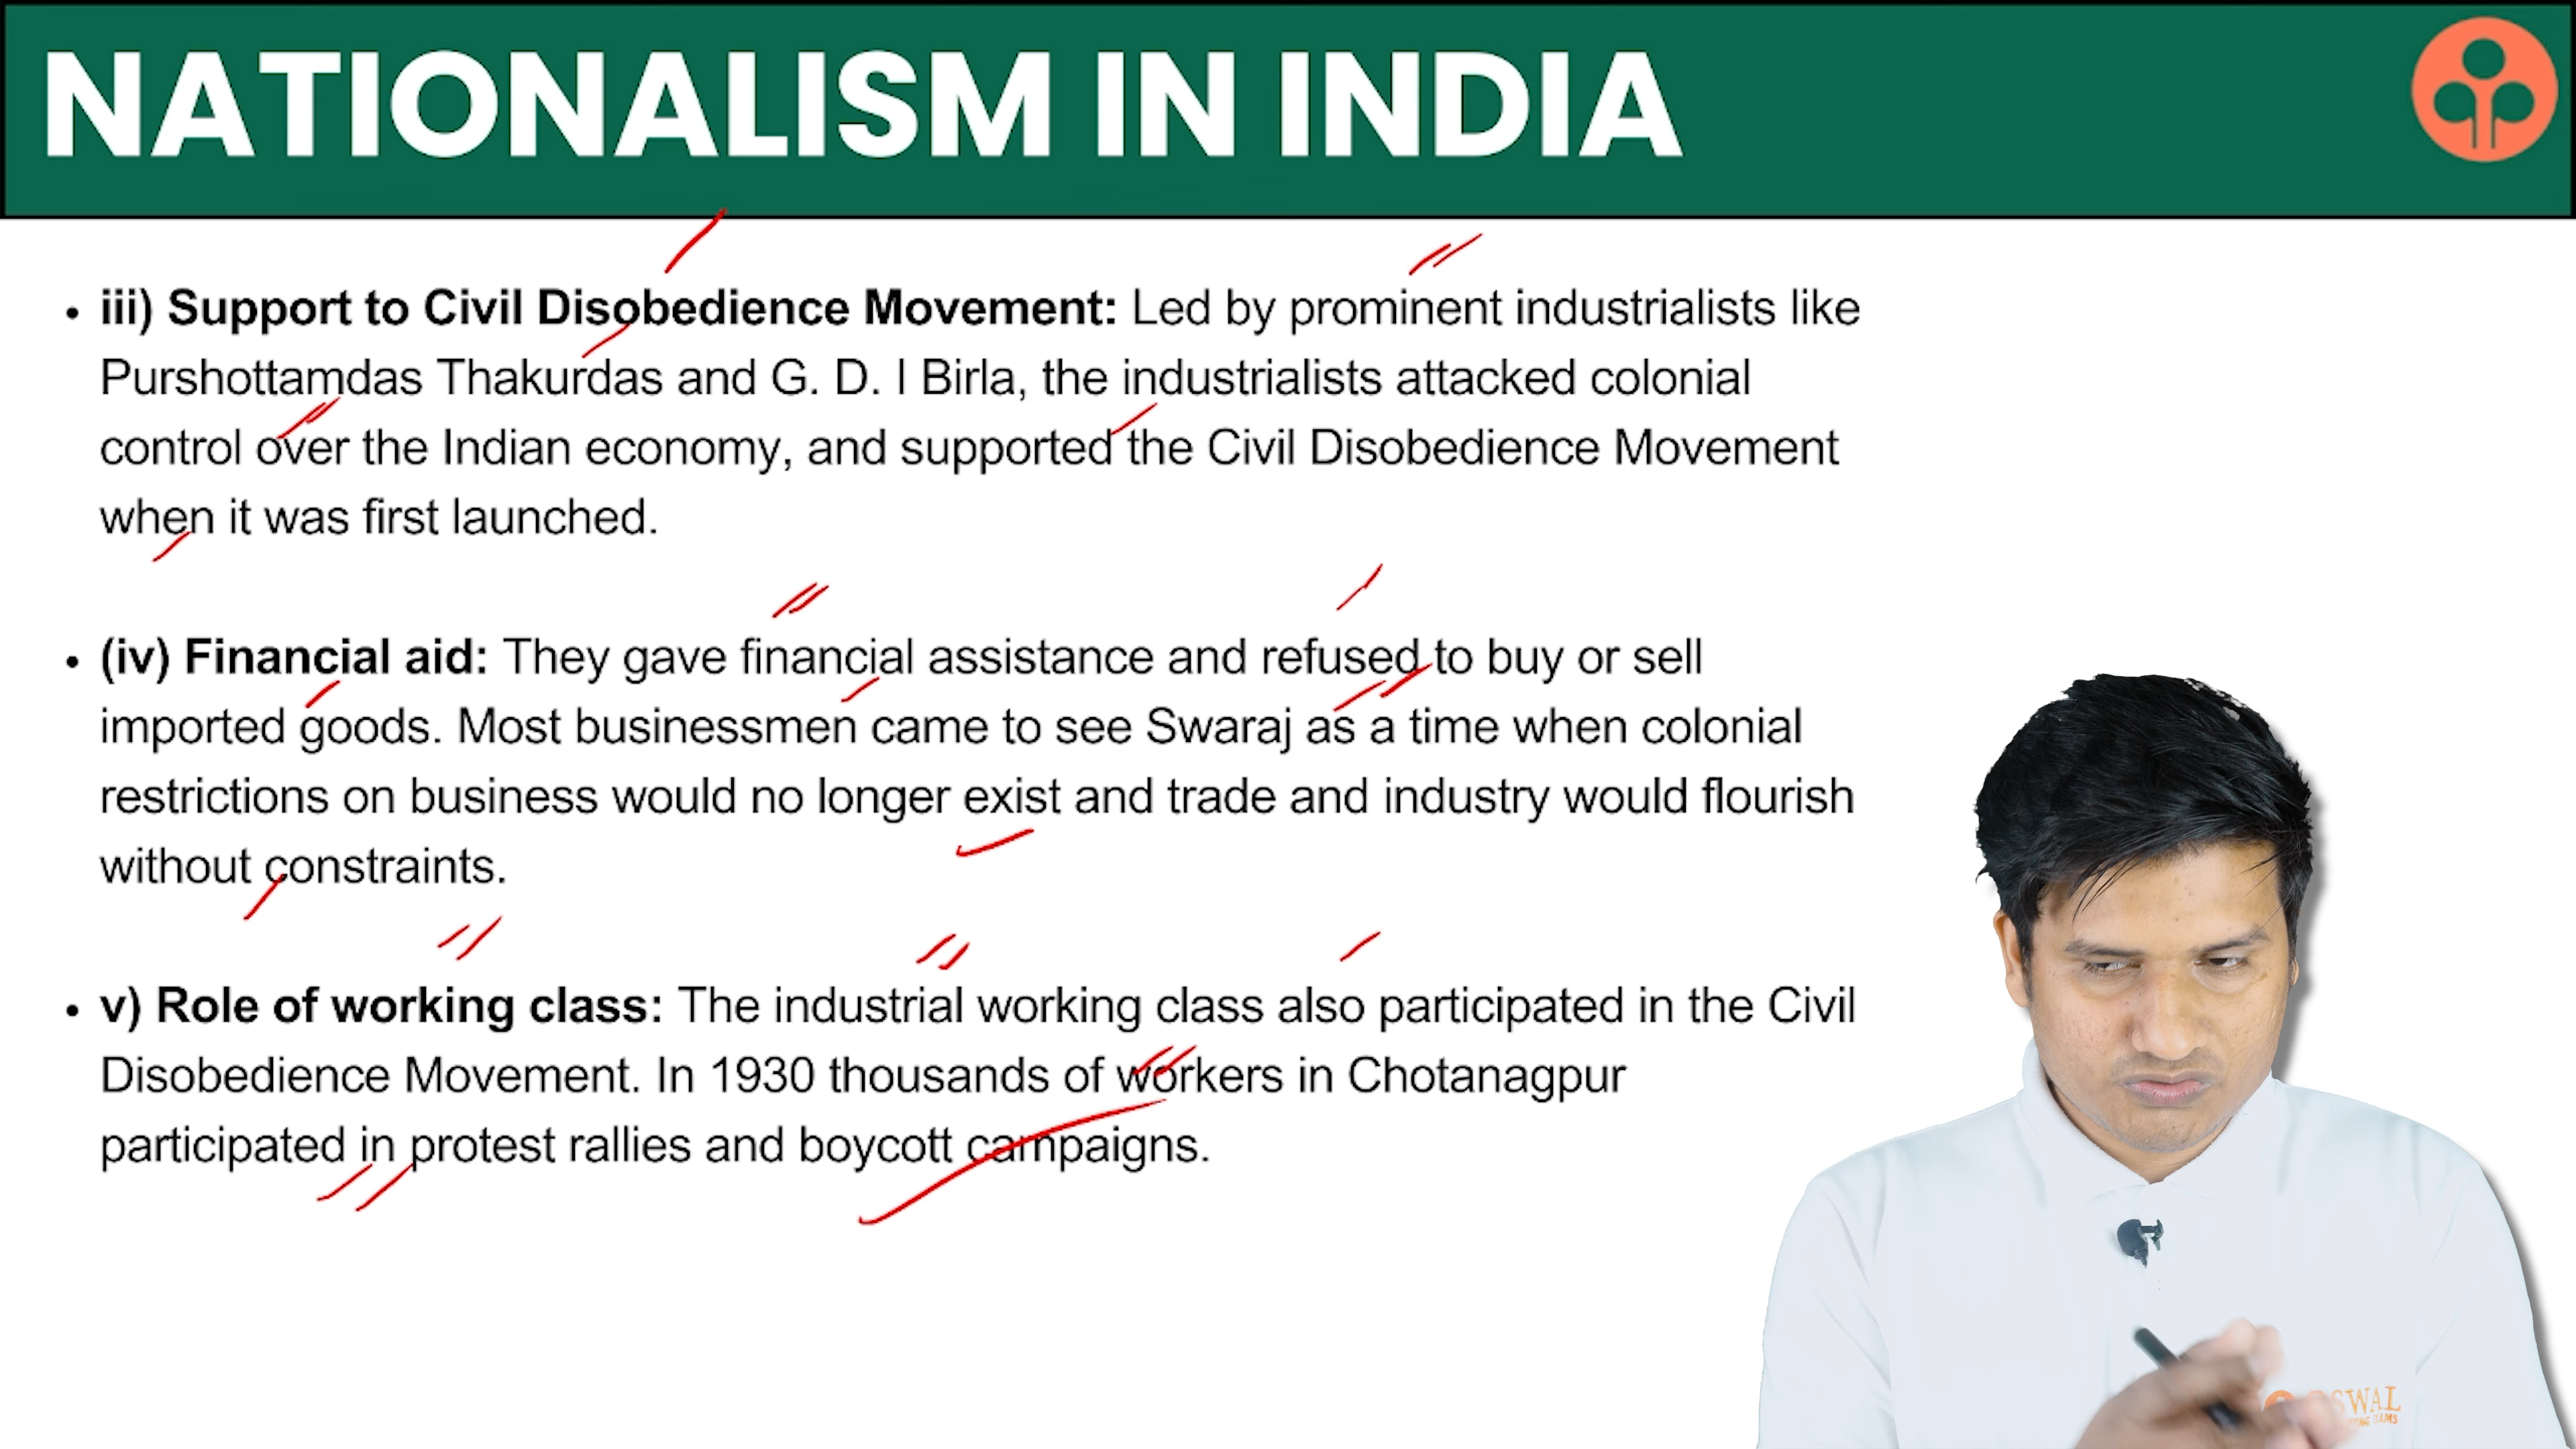 NATIONALISM IN INDIA
• iii) Support to Civil Disobedience Movement: Led by prominent industrialists like
Purshottamdas Thakurdas and G. D. I Birla, the industrialists attacked colonial
control over the Indian economy, and supported the Civil Disobedience Movement
when it was first launched.
• (iv) Financial aid: They gave financial assistance and refused to buy or sell
imported goods. Most businessmen came to see Swaraj as a time when colonial
restrictions on business would no longer exist and trade and industry would flourish
without constraints.
• v) Role of working class: The industrial working class also participated in the Civil
Disobedience Movement. In 1930 thousands of workers in Chotanagpur
participated in protest rallies and boycott campaigns.